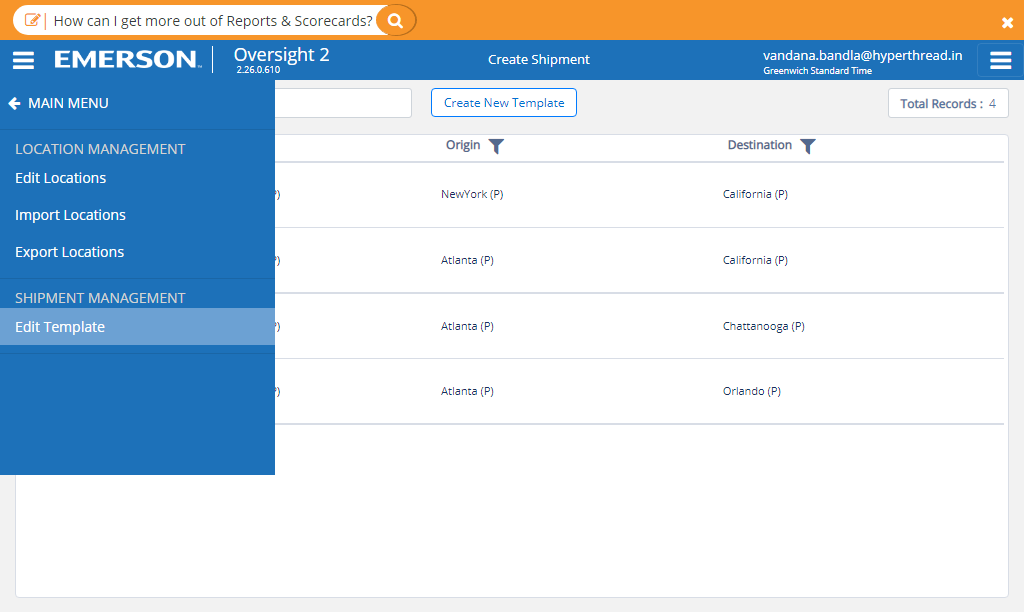 How can I get more out of Reports & Scorecards?
EMERSON™
Oversight 2
2.26.0.610
Create Shipment
vandana.bandla@hyperthread.in
Greenwich Standard Time
MAIN MENU
Create New Template
Total Records : 4
LOCATION MANAGEMENT
Edit Locations
Import Locations
Export Locations
SHIPMENT MANAGEMENT
Edit Template
Origin Destination
NewYork (P) California (P)
Atlanta (P) California (P)
Atlanta (P) Chattanooga (P)
Atlanta (P) Orlando (P)